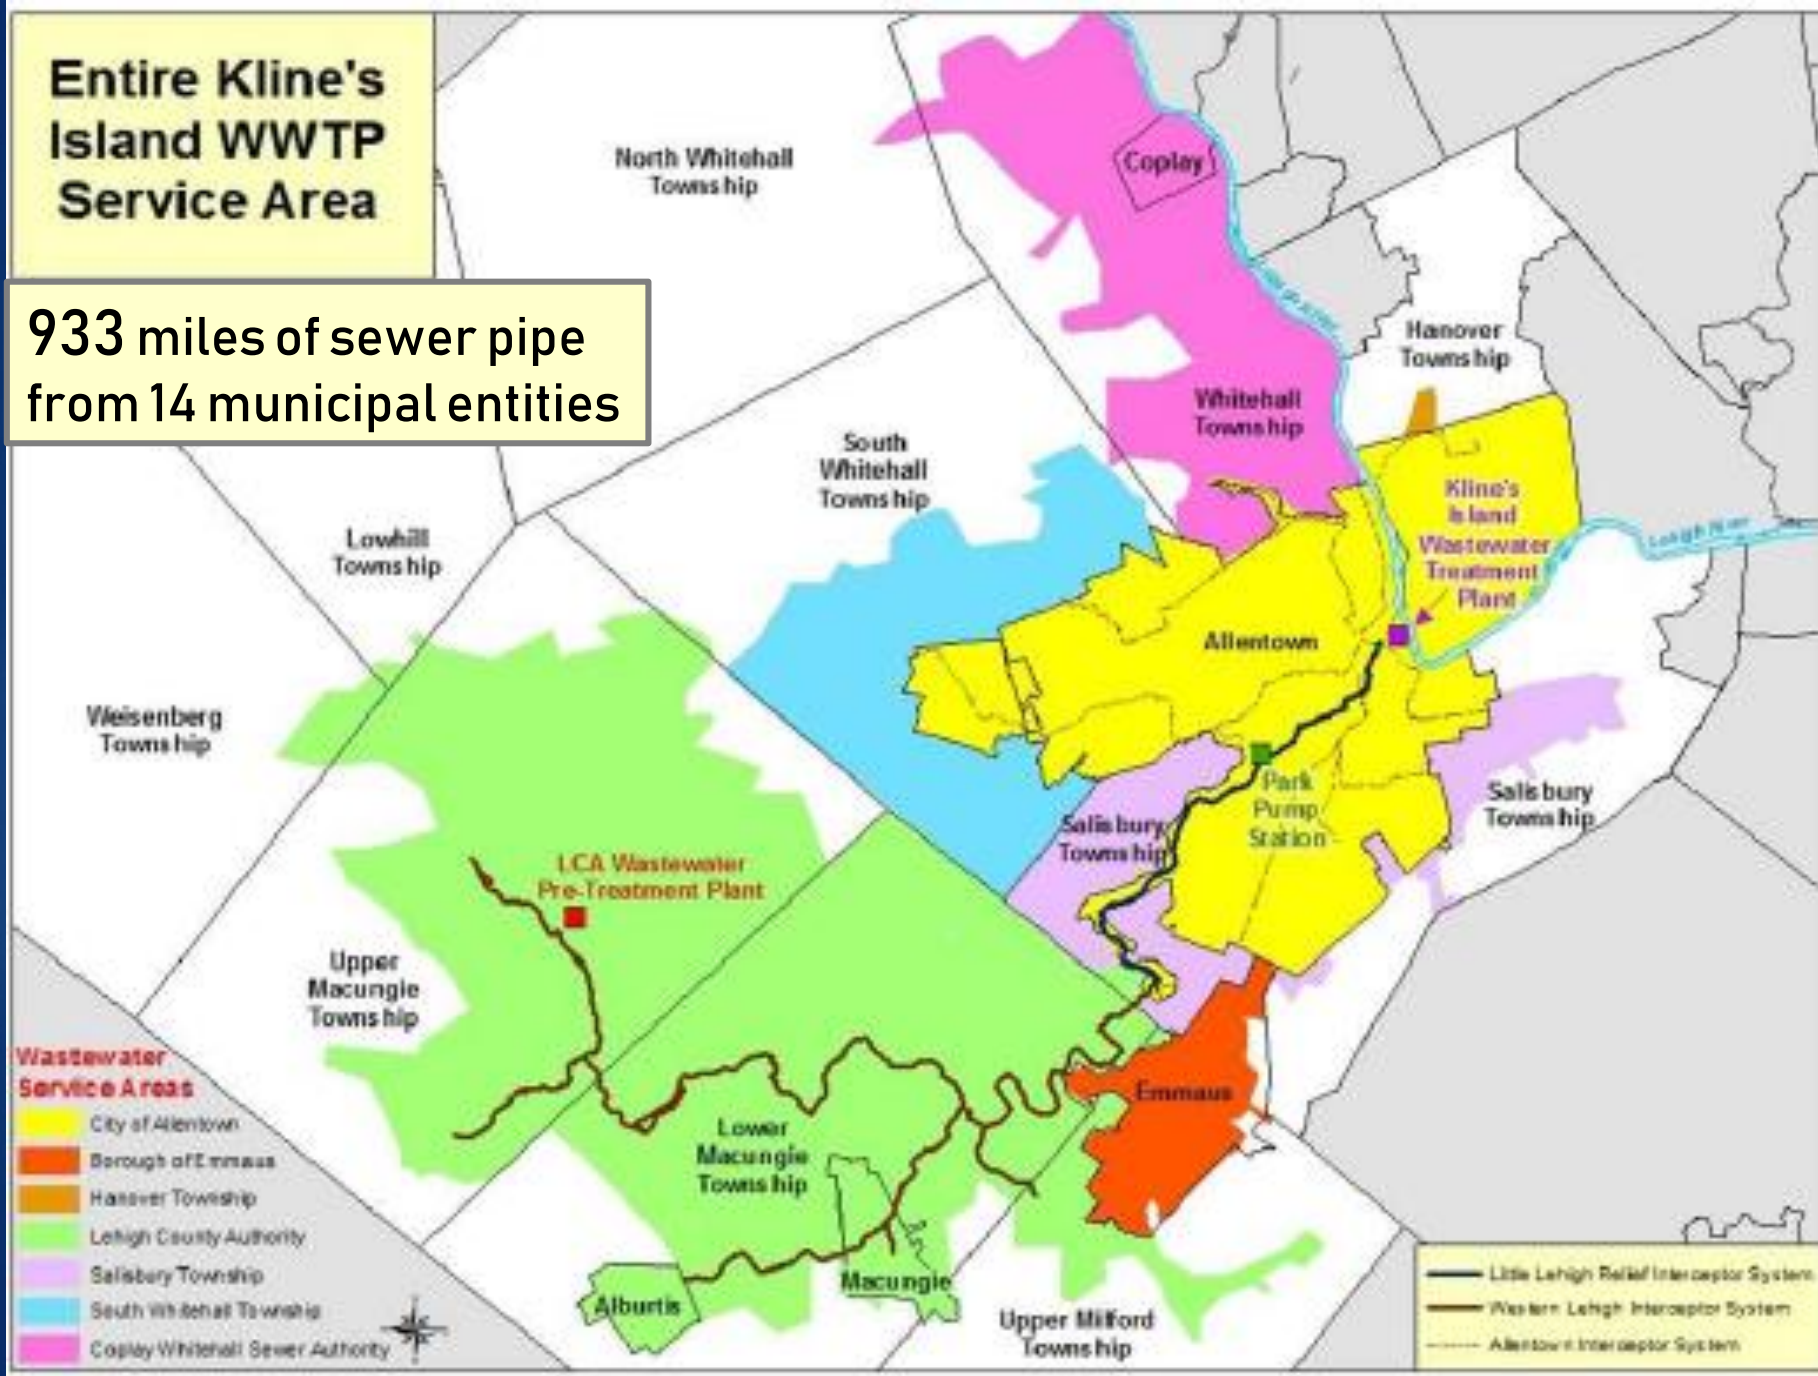 Entire Kline's
Island WWTP
Service Area
933 miles of sewer pipe
from 14 municipal entities
North Whitehall
Township
Coplay
Hanover
Township
Whitehall
Township
South
Whitehall
Township
Lowhill
Township
Kline's
Island
Wastewater
Treatment
Plant
Lehigh River
Allentown
Weisenberg
Township
Park
Pump
Station
Salisbury
Township
Salisbury
Township
LCA Wastewater
Pre-Treatment Plant
Upper
Macungie
Township
Emmaus
Lower
Macungie
Township
Macungie
Alburtis
Upper Milford
Township
Wastewater
Service Areas
City of Allentown
Borough of Emmaus
Hanover Township
Lehigh County Authority
Salisbury Township
South Whitehall Township
Coplay Whitehall Sewer Authority
Little Lehigh Relief Interceptor System
Western Lehigh Interceptor System
Allentown Interceptor System